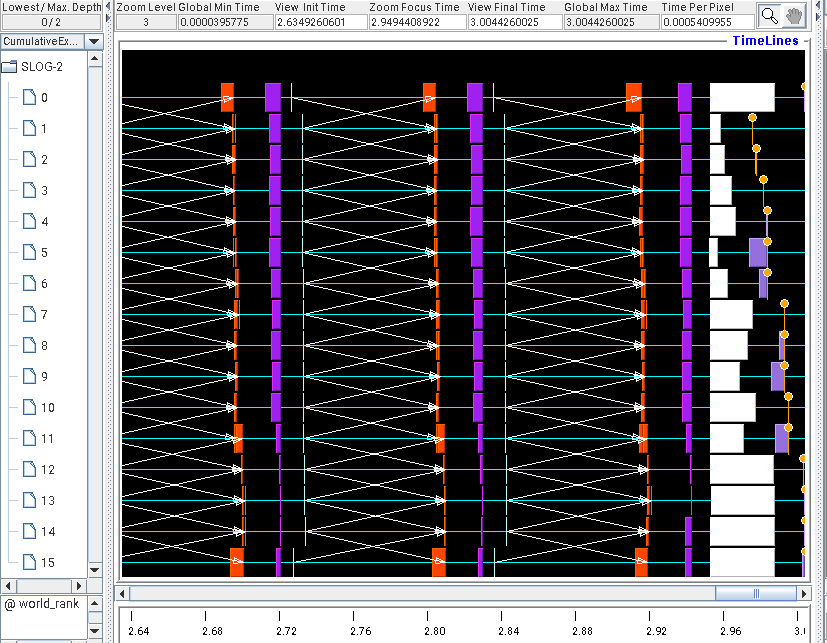 Lowest / Max. Depth
Zoom Level
Global Min Time
View Init Time
Zoom Focus Time
View Final Time
Global Max Time
Time Per Pixel
0 / 2
3
0.0000395775
2.6349260601
2.9494408922
3.0044260025
3.0044260025
0.0005409955
CumulativeEx...
TimeLines
SLOG-2
0
1
2
3
4
5
6
7
8
9
10
11
12
13
14
15
@ world_rank
2.64
2.68
2.72
2.76
2.80
2.84
2.88
2.92
2.96